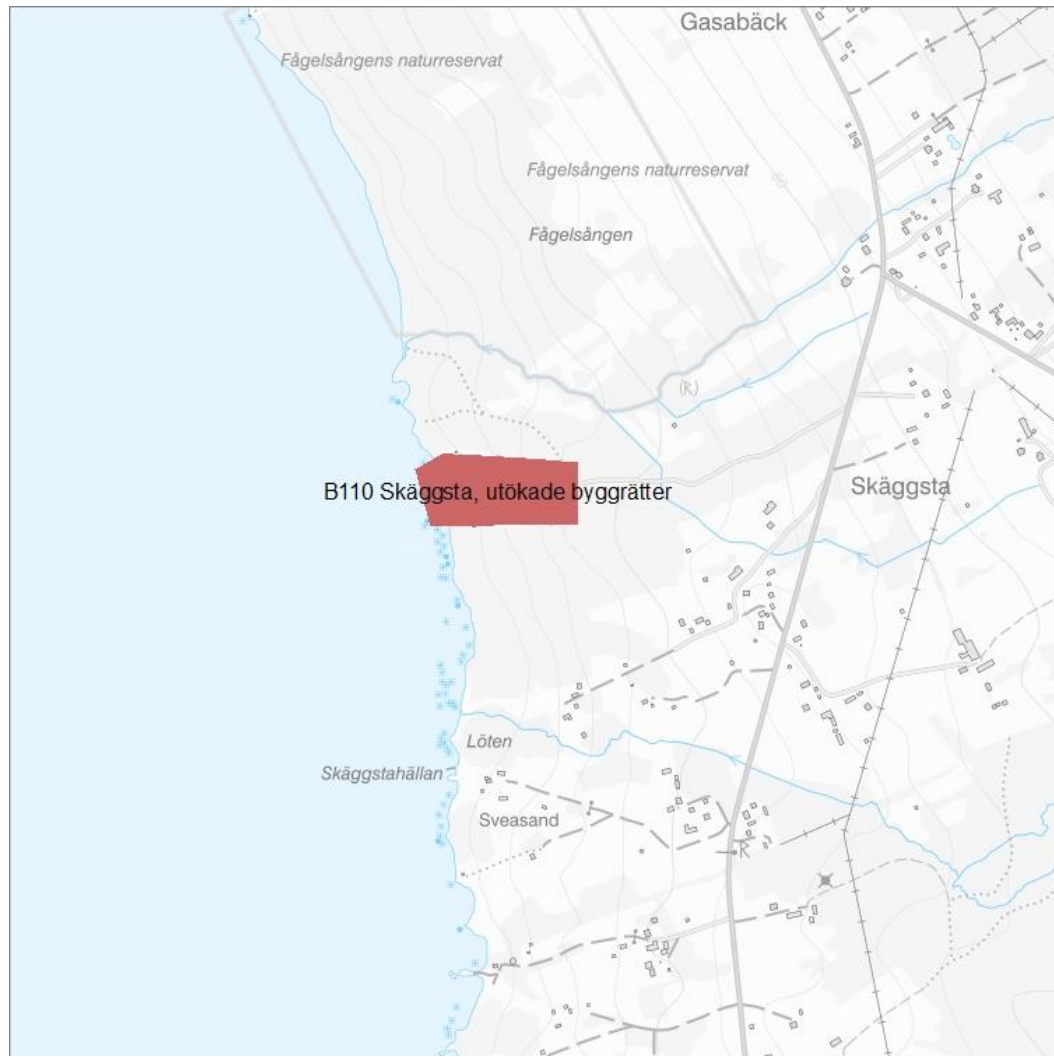 Gasabäck
Fågelsångens naturreservat
Fågelsångens naturreservat
Fågelsången
(R)
B110 Skäggsta, utökade byggrätter
Skäggsta
Löten
Skäggstahällan
Sveasand
R